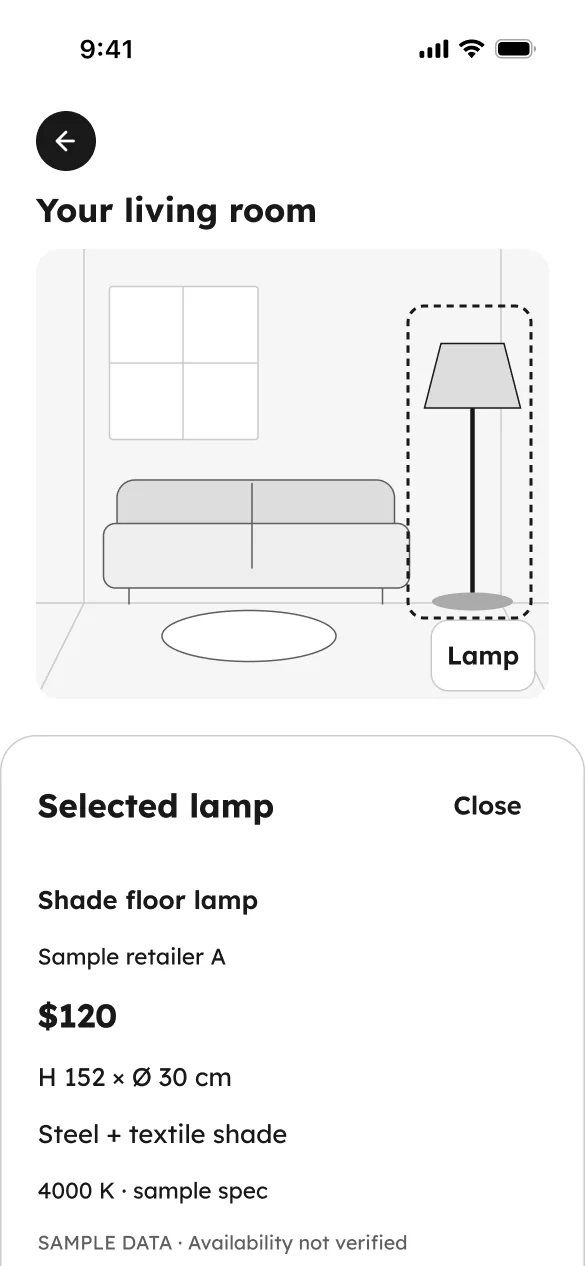 9:41
Your living room
Lamp
Selected lamp
Close
Shade floor lamp
Sample retailer A
$120
H 152 × Ø 30 cm
Steel + textile shade
4000 K · sample spec
SAMPLE DATA · Availability not verified